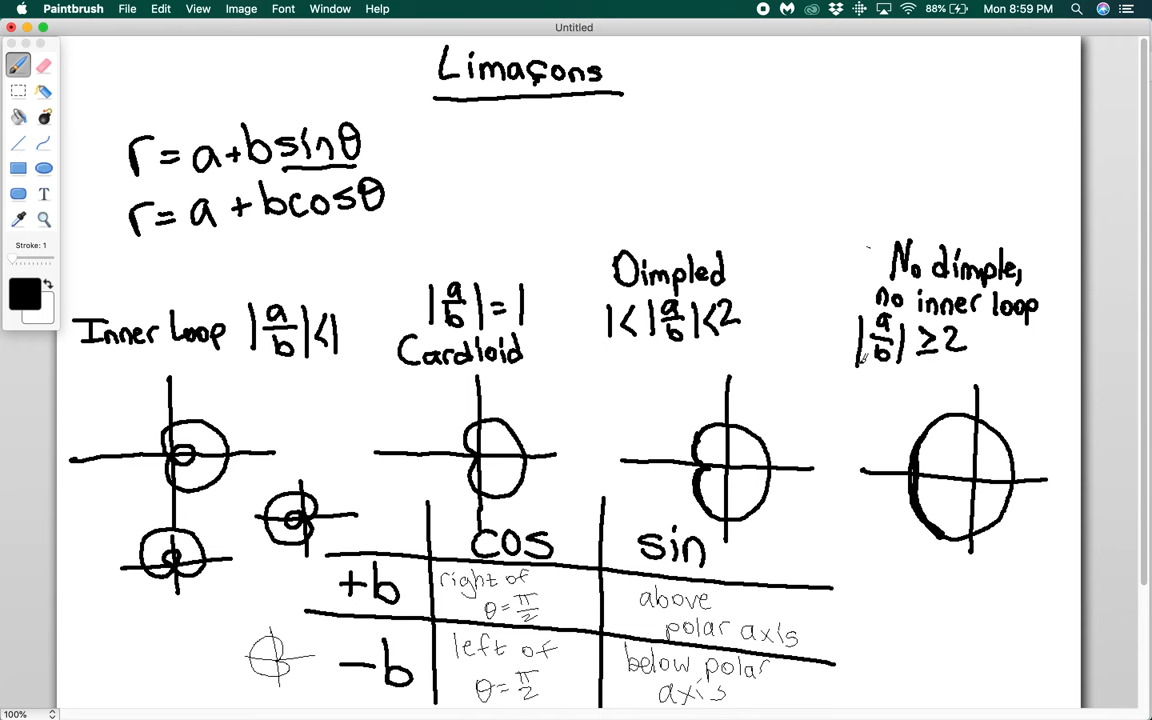 Paintbrush File Edit View Image Font Window Help 88% Mon 8:59 PM
Untitled
Limaçons
r = a + b sinθ
r = a + b cosθ
Stroke: 1
Inner Loop |a/b| < 1
|a/b| = 1
Cardioid
Dimpled
1 < |a/b| < 2
No dimple,
no inner loop
|a/b| ≥ 2
cos sin
+b right of θ = π/2 above polar axis
-b left of θ = π/2 below polar axis
100%